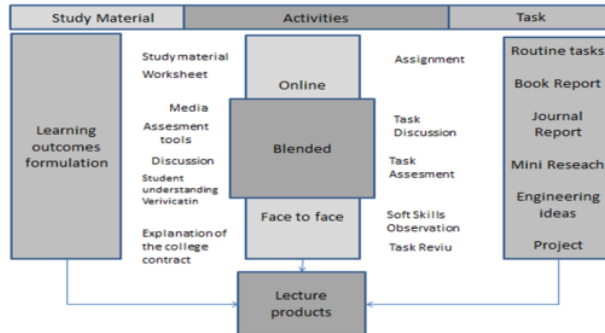 Study Material
Activities
Task
Learning
outcomes
formulation
Study material
Worksheet
Media
Assesment
tools
Discussion
Student
understanding
Verivicatin
Explanation of
the college
contract
Online
Blended
Face to face
Assignment
Task
Discussion
Task
Assesment
Soft Skills
Observation
Task Reviu
Routine tasks
Book Report
Journal
Report
Mini Reseach
Engineering
ideas
Project
Lecture
products